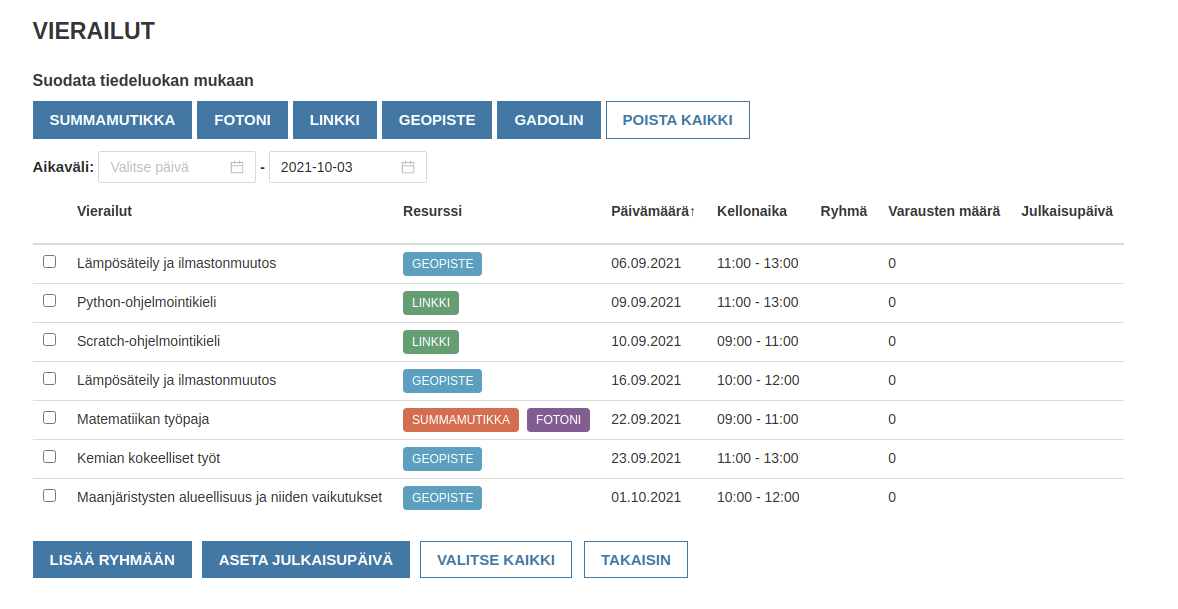 VIERAILUT
Suodata tiedeluokan mukaan
SUMMAMUTIKKA FOTONI LINKKI GEOPISTE GADOLIN POISTA KAIKKI
Aikaväli: Valitse päivä - 2021-10-03
Vierailut Resurssi Päivämäärä↑ Kellonaika Ryhmä Varausten määrä Julkaisupäivä
Lämpösäteily ja ilmastonmuutos GEOPISTE 06.09.2021 11:00 - 13:00 0
Python-ohjelmointikieli LINKKI 09.09.2021 11:00 - 13:00 0
Scratch-ohjelmointikieli LINKKI 10.09.2021 09:00 - 11:00 0
Lämpösäteily ja ilmastonmuutos GEOPISTE 16.09.2021 10:00 - 12:00 0
Matematiikan työpaja SUMMAMUTIKKA FOTONI 22.09.2021 09:00 - 11:00 0
Kemian kokeelliset työt GEOPISTE 23.09.2021 11:00 - 13:00 0
Maanjäristysten alueellisuus ja niiden vaikutukset GEOPISTE 01.10.2021 10:00 - 12:00 0
LISÄÄ RYHMÄÄN ASETA JULKAISUPÄIVÄ VALITSE KAIKKI TAKAISIN